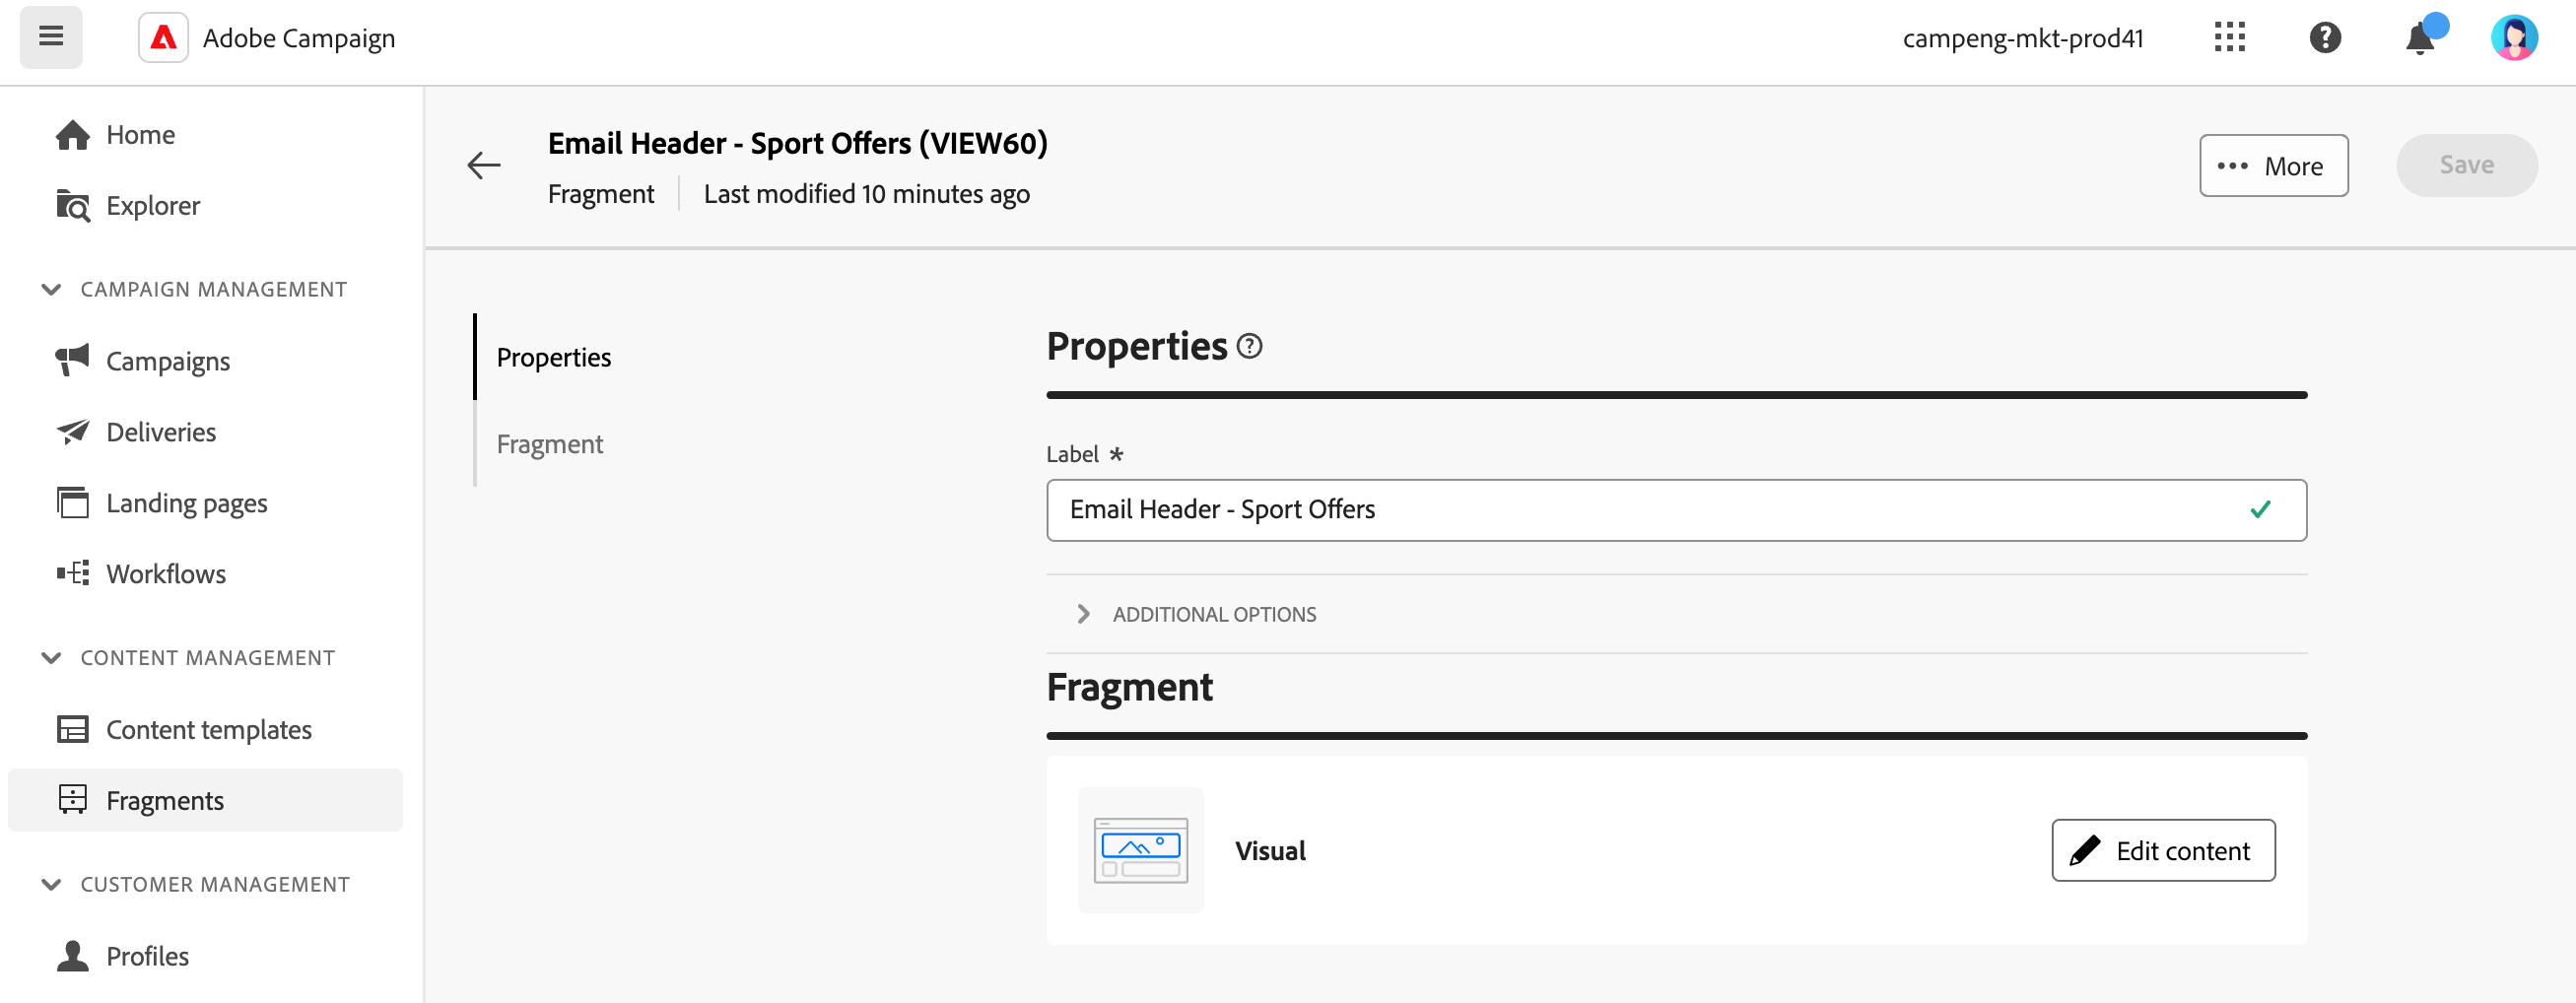 Adobe Campaign
campeng-mkt-prod41
Home
Explorer
CAMPAIGN MANAGEMENT
Campaigns
Deliveries
Landing pages
Workflows
CONTENT MANAGEMENT
Content templates
Fragments
CUSTOMER MANAGEMENT
Profiles
Email Header - Sport Offers (VIEW60)
Fragment Last modified 10 minutes ago
More
Save
Properties
Fragment
Properties
Label *
Email Header - Sport Offers
ADDITIONAL OPTIONS
Fragment
Visual
Edit content